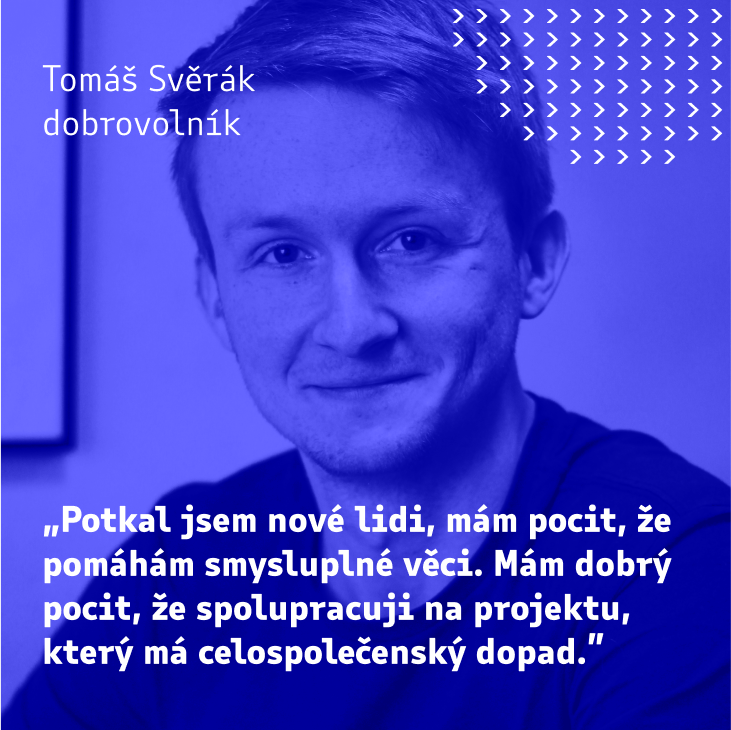 Tomáš Svěrák
dobrovolník
„Potkal jsem nové lidi, mám pocit, že
pomáhám smysluplné věci. Mám dobrý
pocit, že spolupracuji na projektu,
který má celospolečenský dopad.”